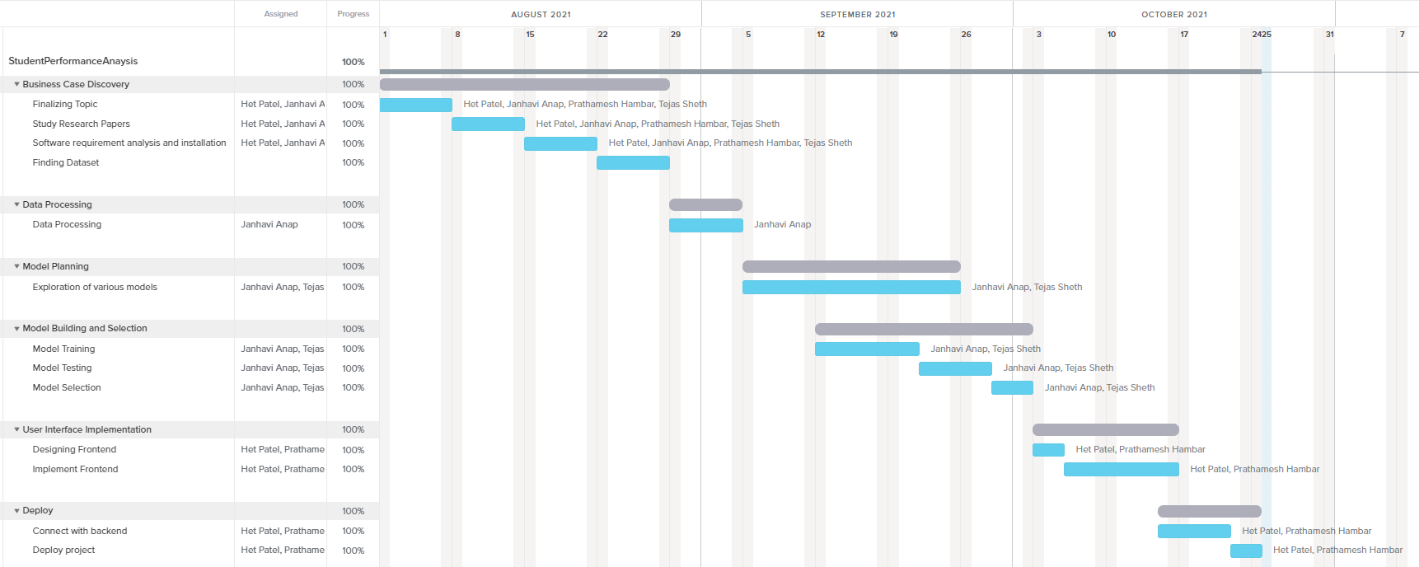 Assigned Progress AUGUST 2021 SEPTEMBER 2021 OCTOBER 2021
1 8 15 22 29 5 12 19 26 3 10 17 24 25 31 7
StudentPerformanceAnaysis 100%
Business Case Discovery 100%
Finalizing Topic Het Patel, Janhavi A 100% Het Patel, Janhavi Anap, Prathamesh Hambar, Tejas Sheth
Study Research Papers Het Patel, Janhavi A 100% Het Patel, Janhavi Anap, Prathamesh Hambar, Tejas Sheth
Software requirement analysis and installation Het Patel, Janhavi A 100% Het Patel, Janhavi Anap, Prathamesh Hambar, Tejas Sheth
Finding Dataset 100%
Data Processing 100%
Data Processing Janhavi Anap 100% Janhavi Anap
Model Planning 100%
Exploration of various models Janhavi Anap, Tejas 100% Janhavi Anap, Tejas Sheth
Model Building and Selection 100%
Model Training Janhavi Anap, Tejas 100% Janhavi Anap, Tejas Sheth
Model Testing Janhavi Anap, Tejas 100% Janhavi Anap, Tejas Sheth
Model Selection Janhavi Anap, Tejas 100% Janhavi Anap, Tejas Sheth
User Interface Implementation 100%
Designing Frontend Het Patel, Prathame 100% Het Patel, Prathamesh Hambar
Implement Frontend Het Patel, Prathame 100% Het Patel, Prathamesh Hambar
Deploy 100%
Connect with backend Het Patel, Prathame 100% Het Patel, Prathamesh Hambar
Deploy project Het Patel, Prathame 100% Het Patel, Prathamesh Hambar